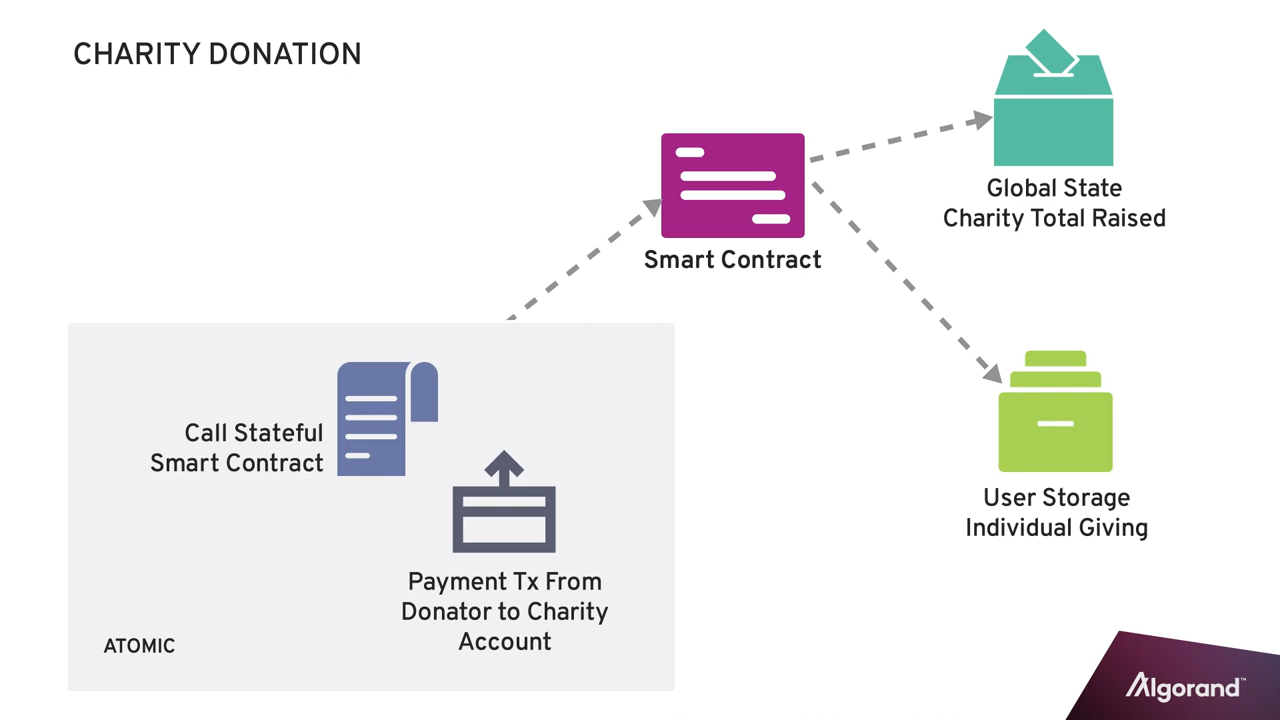 CHARITY DONATION
Global State
Charity Total Raised
Smart Contract
Call Stateful
Smart Contract
User Storage
Individual Giving
Payment Tx From
Donator to Charity
Account
ATOMIC
Algorand™